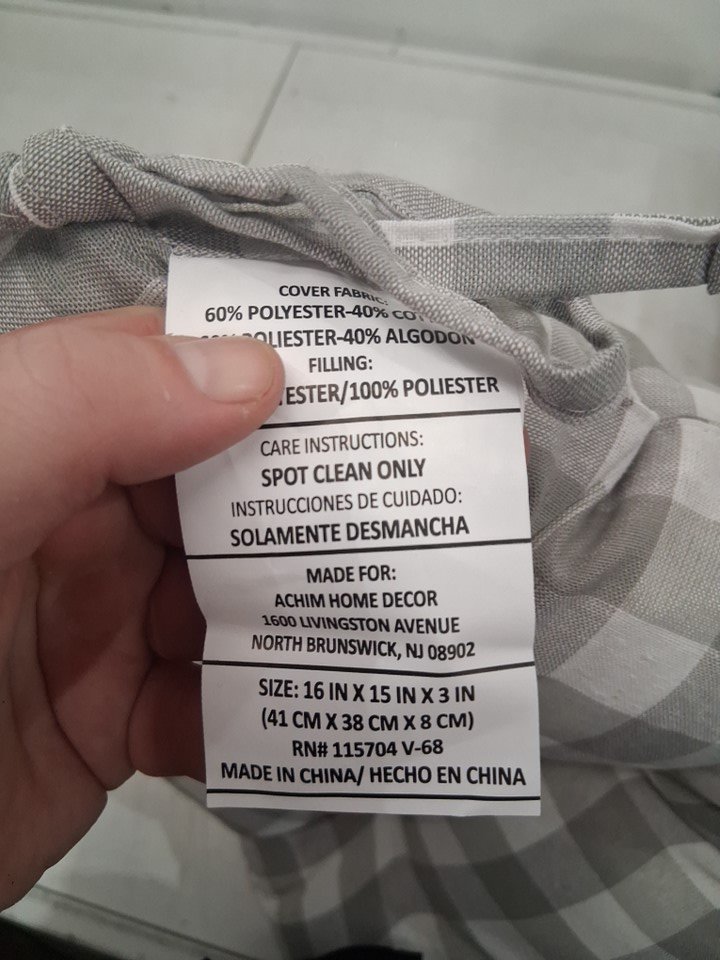 COVER FABRIC:
60% POLYESTER-40%
POLIESTER-40% ALGODON
FILLING:
ESTER/100% POLIESTER
CARE INSTRUCTIONS:
SPOT CLEAN ONLY
INSTRUCCIONES DE CUIDADO:
SOLAMENTE DESMANCHA
MADE FOR:
ACHIM HOME DECOR
1600 LIVINGSTON AVENUE
NORTH BRUNSWICK, NJ 08902
SIZE: 16 IN X 15 IN X 3 IN
(41 CM X 38 CM X 8 CM)
RN# 115704 V-68
MADE IN CHINA/ HECHO EN CHINA